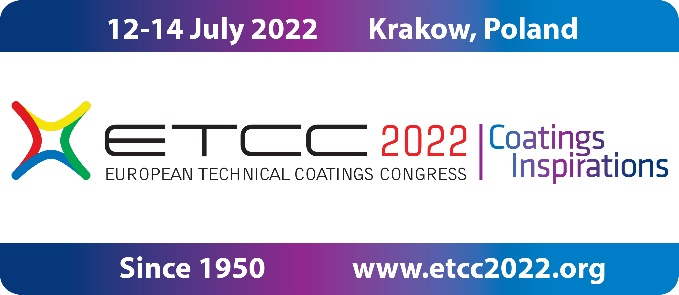 12-14 July 2022 Krakow, Poland
ETCC 2022
EUROPEAN TECHNICAL COATINGS CONGRESS
Coatings
Inspirations
Since 1950 www.etcc2022.org